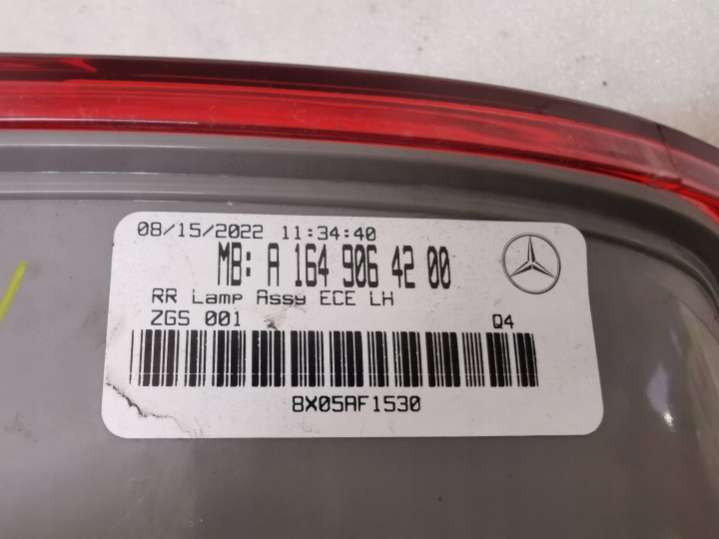 08/15/2022 11:34:40
MB: A 164 906 42 00
RR Lamp Assy ECE LH
ZGS 001 Q4
8X05AF1530